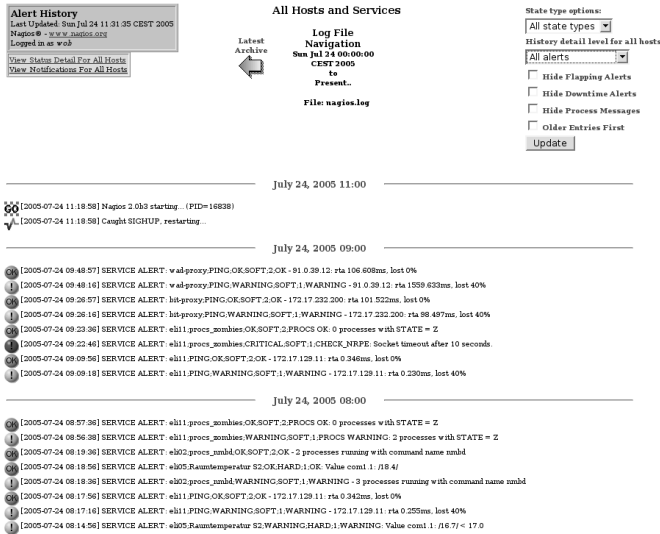 Alert History
Last Updated: Sun Jul 24 11:31:35 CEST 2005
Nagios® - www.nagios.org
Logged in as wob
View Status Detail For All Hosts
View Notifications For All Hosts
All Hosts and Services
Latest Archive
Log File Navigation
Sun Jul 24 00:00:00 CEST 2005
to
Present..
File: nagios.log
State type options:
All state types
History detail level for all hosts
All alerts
Hide Flapping Alerts
Hide Downtime Alerts
Hide Process Messages
Older Entries First
Update
July 24, 2005 11:00
GO [2005-07-24 11:18:58] Nagios 2.0b3 starting... (PID=16838)
[2005-07-24 11:18:58] Caught SIGHUP, restarting...
July 24, 2005 09:00
OK [2005-07-24 09:48:57] SERVICE ALERT: wad-proxy;PING;OK;SOFT;2;OK - 91.0.39.12: rta 106.608ms, lost 0%
! [2005-07-24 09:48:16] SERVICE ALERT: wad-proxy;PING;WARNING;SOFT;1;WARNING - 91.0.39.12: rta 1559.633ms, lost 40%
OK [2005-07-24 09:26:57] SERVICE ALERT: bit-proxy;PING;OK;SOFT;2;OK - 172.17.232.200: rta 101.522ms, lost 0%
! [2005-07-24 09:26:16] SERVICE ALERT: bit-proxy;PING;WARNING;SOFT;1;WARNING - 172.17.232.200: rta 98.497ms, lost 40%
OK [2005-07-24 09:23:36] SERVICE ALERT: eli11;procs_zombies;OK;SOFT;2;PROCS OK: 0 processes with STATE = Z
! [2005-07-24 09:22:46] SERVICE ALERT: eli11;procs_zombies;CRITICAL;SOFT;1;CHECK_NRPE: Socket timeout after 10 seconds.
OK [2005-07-24 09:09:56] SERVICE ALERT: eli11;PING;OK;SOFT;2;OK - 172.17.129.11: rta 0.346ms, lost 0%
! [2005-07-24 09:09:18] SERVICE ALERT: eli11;PING;WARNING;SOFT;1;WARNING - 172.17.129.11: rta 0.230ms, lost 40%
July 24, 2005 08:00
OK [2005-07-24 08:57:36] SERVICE ALERT: eli11;procs_zombies;OK;SOFT;2;PROCS OK: 0 processes with STATE = Z
! [2005-07-24 08:56:38] SERVICE ALERT: eli11;procs_zombies;WARNING;SOFT;1;PROCS WARNING: 2 processes with STATE = Z
OK [2005-07-24 08:19:36] SERVICE ALERT: eli02;procs_nmbd;OK;SOFT;2;OK - 2 processes running with command name nmbd
OK [2005-07-24 08:18:56] SERVICE ALERT: eli05;Raumtemperatur S2;OK;HARD;1;OK: Value com1.1: /18.4/
! [2005-07-24 08:18:36] SERVICE ALERT: eli02;procs_nmbd;WARNING;SOFT;1;WARNING - 3 processes running with command name nmbd
OK [2005-07-24 08:17:56] SERVICE ALERT: eli11;PING;OK;SOFT;2;OK - 172.17.129.11: rta 0.342ms, lost 0%
! [2005-07-24 08:17:16] SERVICE ALERT: eli11;PING;WARNING;SOFT;1;WARNING - 172.17.129.11: rta 0.255ms, lost 40%
! [2005-07-24 08:14:56] SERVICE ALERT: eli05;Raumtemperatur S2;WARNING;HARD;1;WARNING: Value com1.1: /16.7/ < 17.0